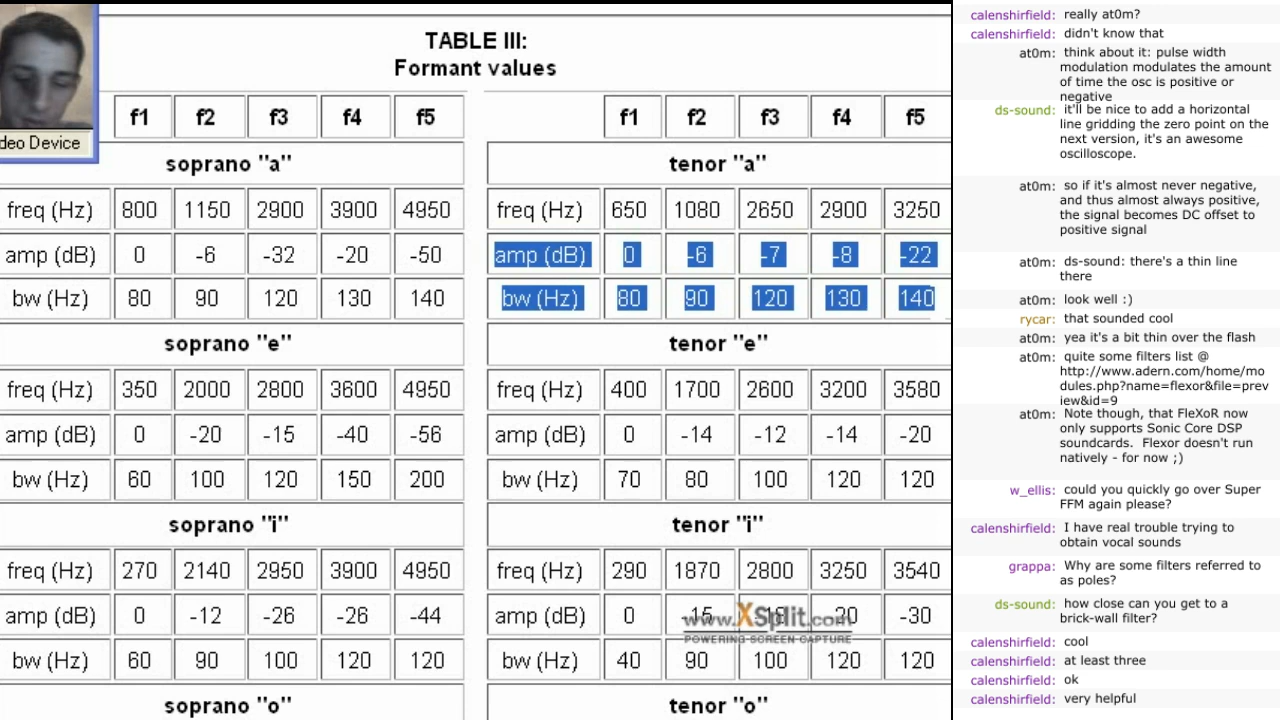 TABLE III:
Formant values
deo Device
f1 f2 f3 f4 f5
soprano "a"
freq (Hz) 800 1150 2900 3900 4950
amp (dB) 0 -6 -32 -20 -50
bw (Hz) 80 90 120 130 140
soprano "e"
freq (Hz) 350 2000 2800 3600 4950
amp (dB) 0 -20 -15 -40 -56
bw (Hz) 60 100 120 150 200
soprano "i"
freq (Hz) 270 2140 2950 3900 4950
amp (dB) 0 -12 -26 -26 -44
bw (Hz) 60 90 100 120 120
soprano "o"
f1 f2 f3 f4 f5
tenor "a"
freq (Hz) 650 1080 2650 2900 3250
amp (dB) 0 -6 -7 -8 -22
bw (Hz) 80 90 120 130 140
tenor "e"
freq (Hz) 400 1700 2600 3200 3580
amp (dB) 0 -14 -12 -14 -20
bw (Hz) 70 80 100 120 120
tenor "i"
freq (Hz) 290 1870 2800 3250 3540
amp (dB) 0 -15 -18 -20 -30
www.XSplit.com
POWERING-SCREEN-CAPTURE
bw (Hz) 40 90 100 120 120
tenor "o"
calenshirfield: really at0m?
calenshirfield: didn't know that
at0m: think about it: pulse width
modulation modulates the amount
of time the osc is positive or
negative
ds-sound: it'll be nice to add a horizontal
line gridding the zero point on the
next version, it's an awesome
oscilloscope.
at0m: so if it's almost never negative,
and thus almost always positive,
the signal becomes DC offset to
positive signal
at0m: ds-sound: there's a thin line
there
at0m: look well :)
rycar: that sounded cool
at0m: yea it's a bit thin over the flash
at0m: quite some filters list @
http://www.adern.com/home/mo
dules.php?name=flexor&file=prev
iew&id=9
at0m: Note though, that FleXoR now
only supports Sonic Core DSP
soundcards. Flexor doesn't run
natively - for now ;)
w_ellis: could you quickly go over Super
FFM again please?
calenshirfield: I have real trouble trying to
obtain vocal sounds
grappa: Why are some filters referred to
as poles?
ds-sound: how close can you get to a
brick-wall filter?
calenshirfield: cool
calenshirfield: at least three
calenshirfield: ok
calenshirfield: very helpful